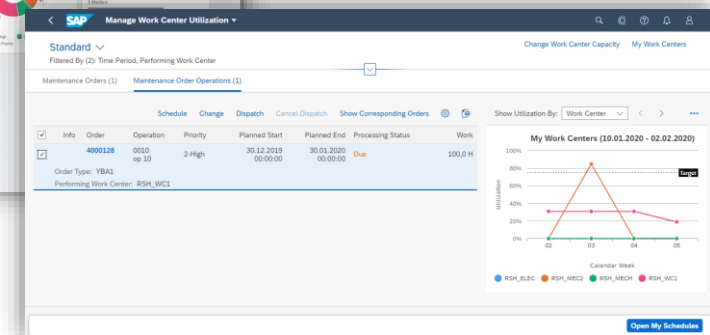 SAP Manage Work Center Utilization
Standard
Change Work Center Capacity My Work Centers
Filtered By (2): Time Period, Performing Work Center
Maintenance Orders (1) Maintenance Order Operations (1)
Schedule Change Dispatch Cancel Dispatch Show Corresponding Orders
Show Utilization By: Work Center
Info Order Operation Priority Planned Start Planned End Processing Status Work
4000128 0010 2-High 30.12.2019 30.01.2020 Due 100,0 H
op 10 00:00:00 00:00:00
Order Type: YBA1
Performing Work Center: RSH_WC1
My Work Centers (10.01.2020 - 02.02.2020)
100%
80%
Target
60%
40%
20%
0%
Utilization
02 03 04 05
Calendar Week
RSH_ELEC RSH_MEC2 RSH_MECH RSH_WC1
Open My Schedules